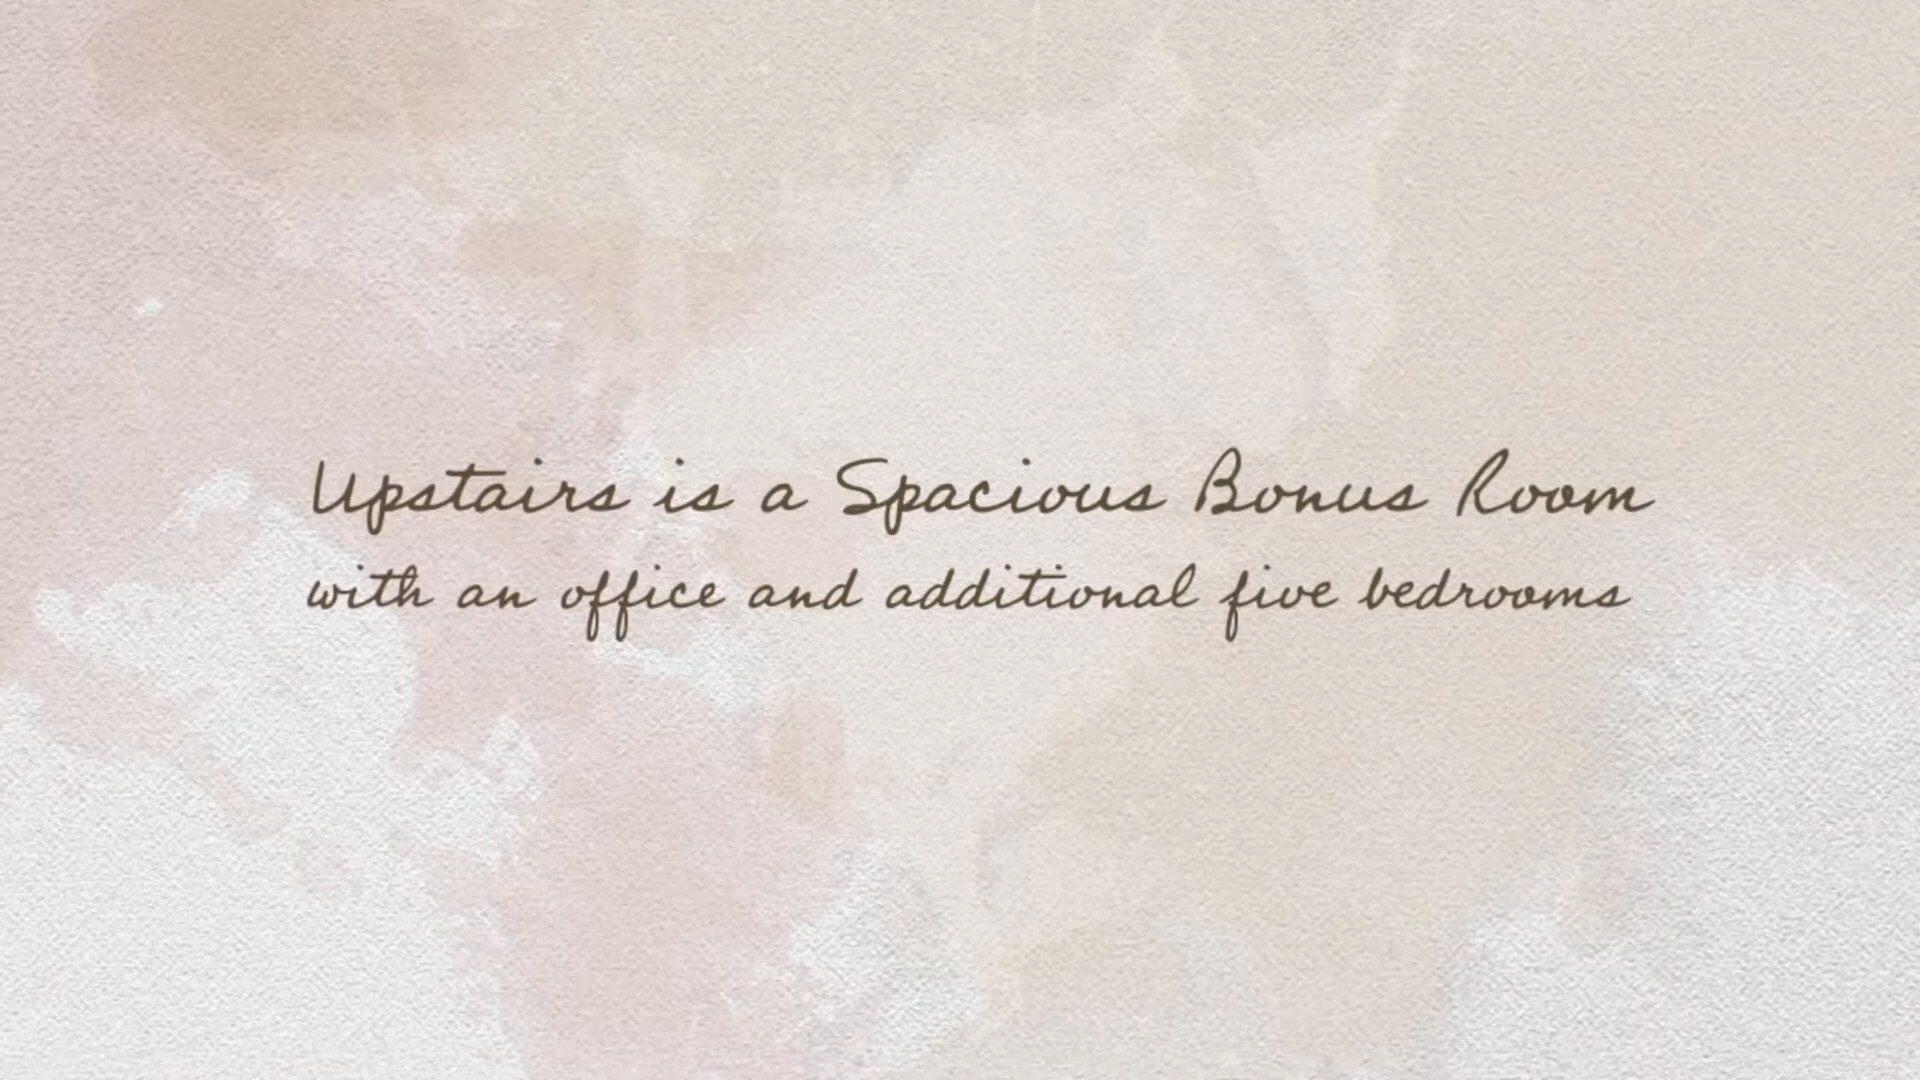 Upstairs is a Spacious Bonus Room
with an office and additional five bedrooms